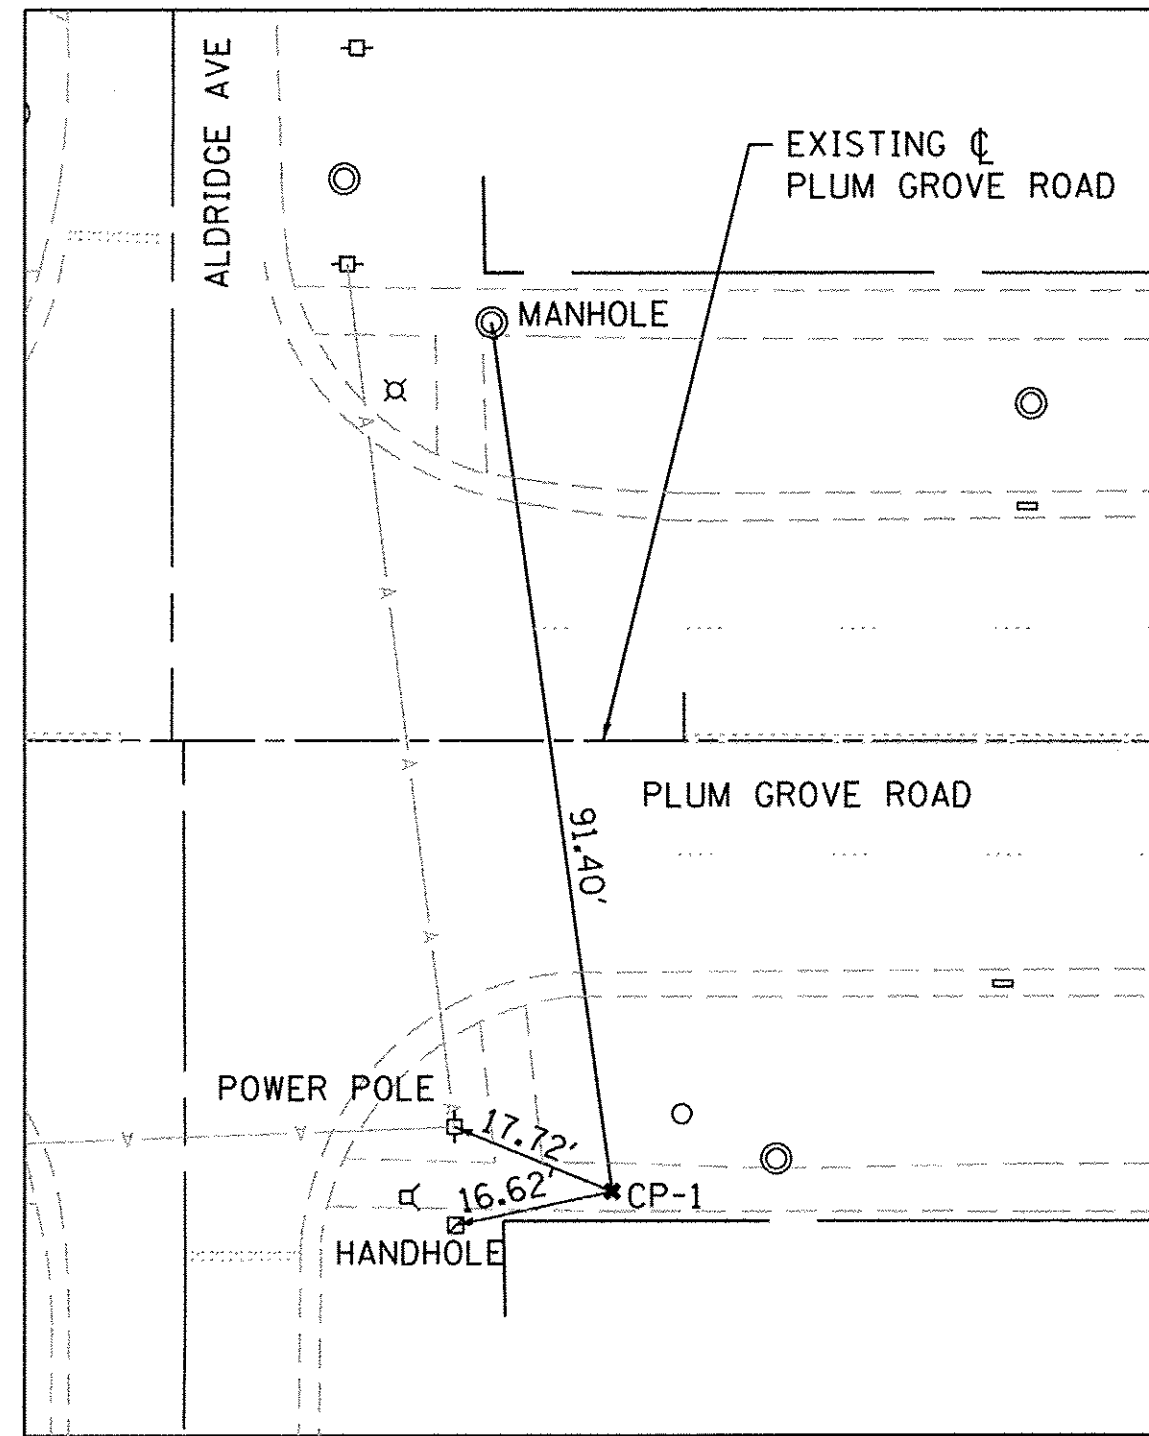 ALDRIDGE AVE
EXISTING ℄
PLUM GROVE ROAD
MANHOLE
A
A
A
PLUM GROVE ROAD
91.40'
A
POWER POLE
A
A
A
17.72'
16.62'
CP-1
HANDHOLE